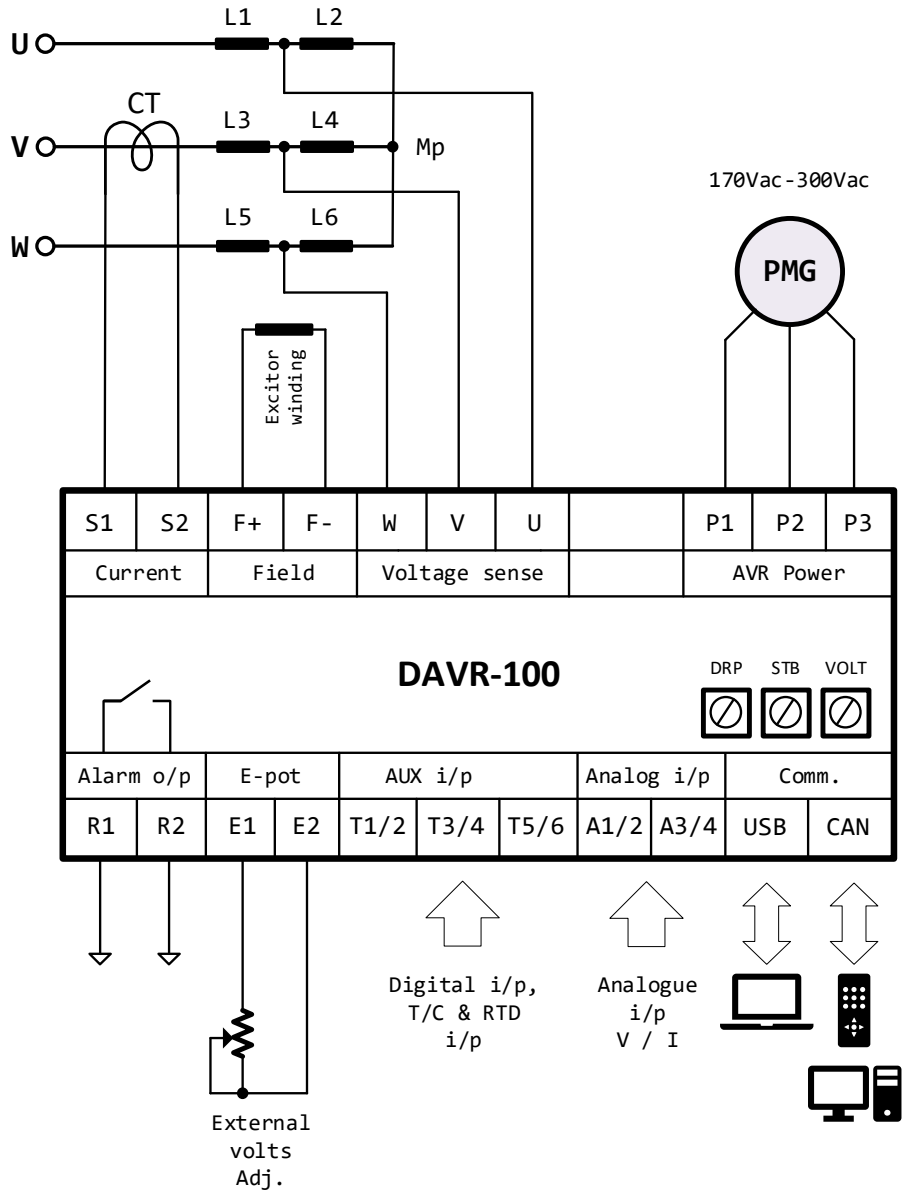 L1 L2
U
CT
L3 L4
V
Mp
170Vac-300Vac
L5 L6
W
PMG
Excitor
winding
S1 S2 F+ F- W V U P1 P2 P3
Current Field Voltage sense AVR Power
DAVR-100
DRP STB VOLT
Alarm o/p E-pot AUX i/p Analog i/p Comm.
R1 R2 E1 E2 T1/2 T3/4 T5/6 A1/2 A3/4 USB CAN
Digital i/p,
T/C & RTD
i/p
Analogue
i/p
V / I
External
volts
Adj.